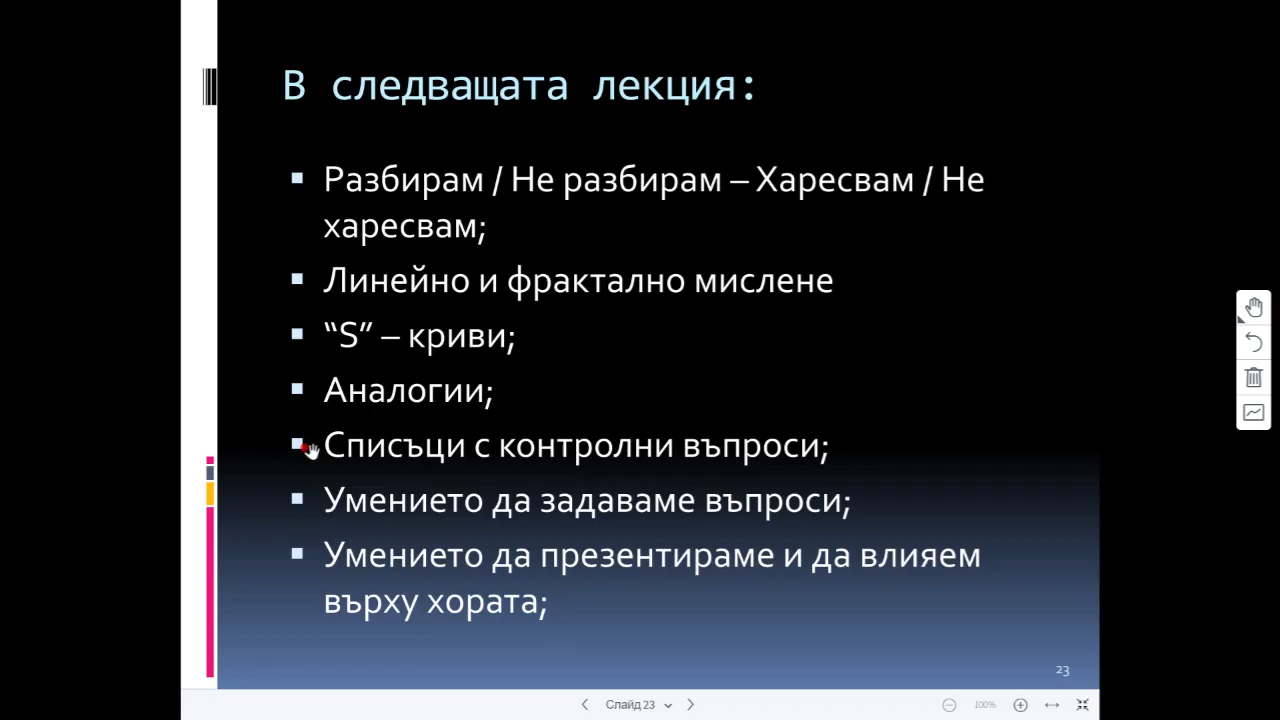 В следващата лекция:
Разбирам / Не разбирам – Харесвам / Не
харесвам;
Линейно и фрактално мислене
“S” – криви;
Аналогии;
Списъци с контролни въпроси;
Умението да задаваме въпроси;
Умението да презентираме и да влияем
върху хората;
23
Слайд 23
100%